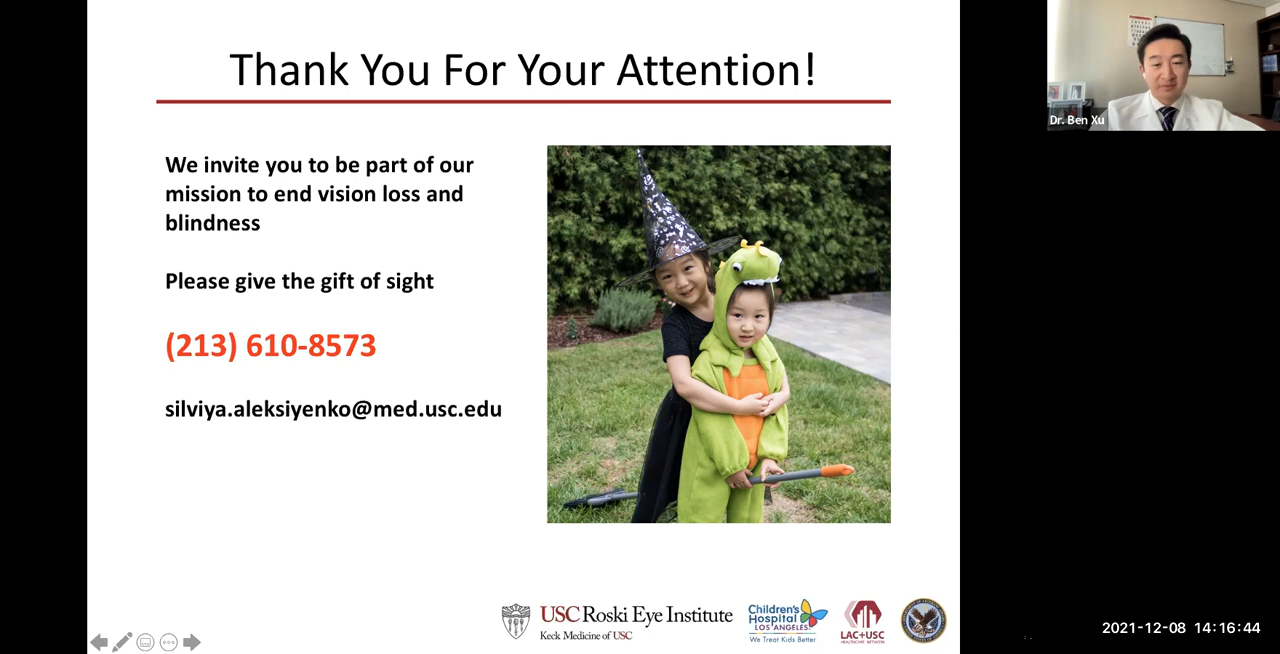 Thank You For Your Attention!
We invite you to be part of our
mission to end vision loss and
blindness
Please give the gift of sight
(213) 610-8573
silviya.aleksiyenko@med.usc.edu
Dr. Ben Xu
USC Roski Eye Institute
Keck Medicine of USC
Children's
Hospital
LOS ANGELES
We Treat Kids Better
LAC+USC
HEALTHCARE NETWORK
2021-12-08 14:16:44